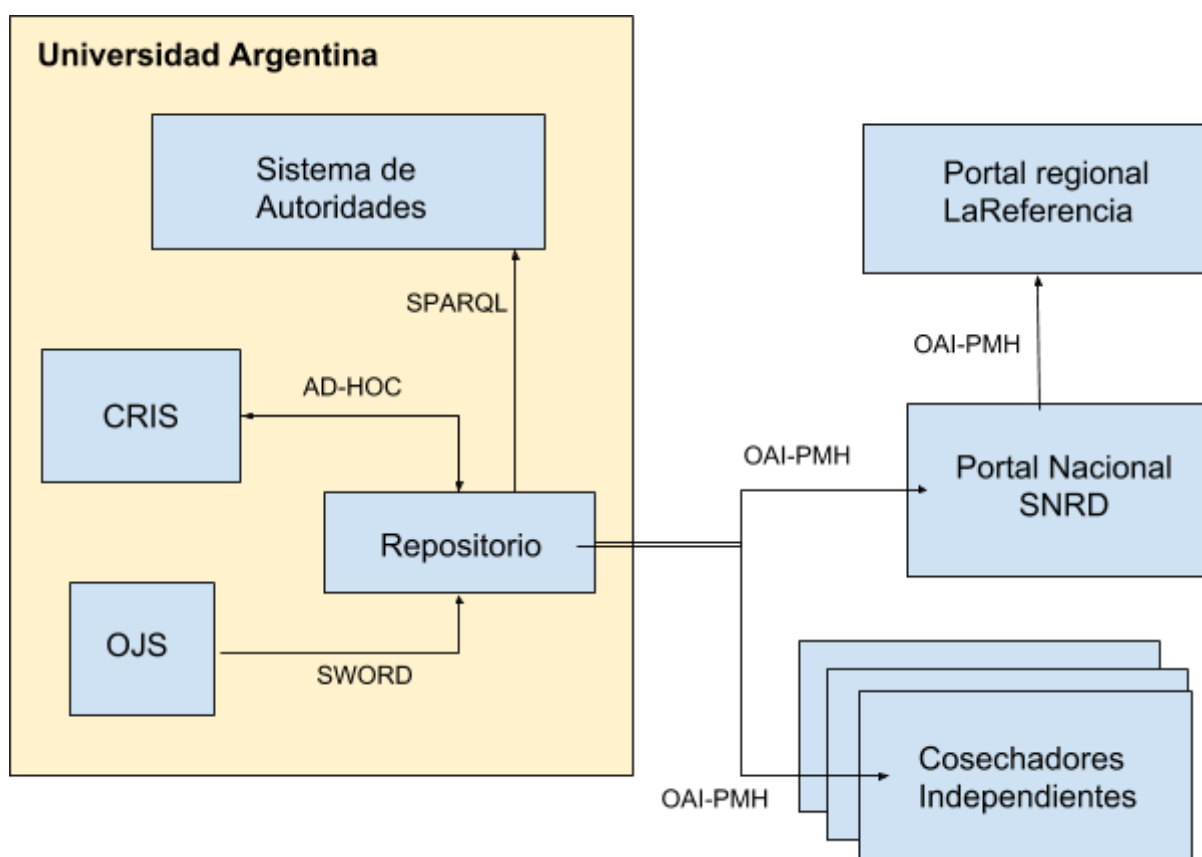 Universidad Argentina
Sistema de
Autoridades
Portal regional
LaReferencia
SPARQL
OAI-PMH
CRIS
AD-HOC
OAI-PMH
Portal Nacional
SNRD
Repositorio
OJS
SWORD
Cosechadores
Independientes
OAI-PMH